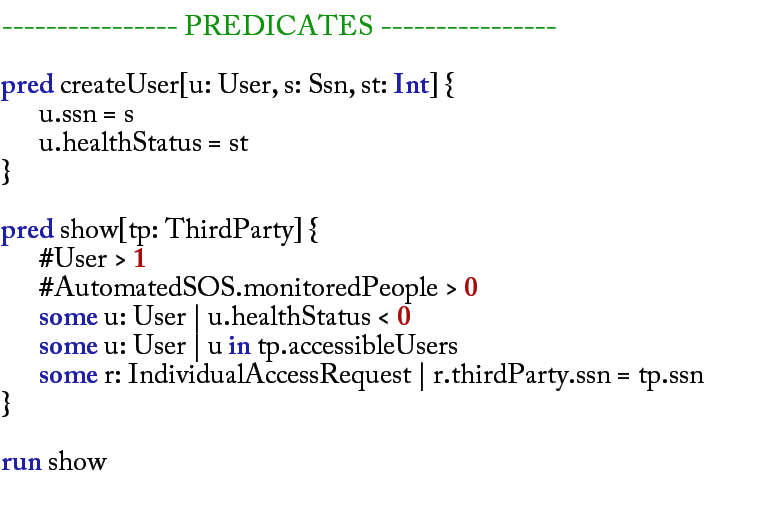 ---------------- PREDICATES ----------------
pred createUser[u: User, s: Ssn, st: Int] {
u.ssn = s
u.healthStatus = st
}
pred show[tp: ThirdParty] {
#User > 1
#AutomatedSOS.monitoredPeople > 0
some u: User | u.healthStatus < 0
some u: User | u in tp.accessibleUsers
some r: IndividualAccessRequest | r.thirdParty.ssn = tp.ssn
}
run show